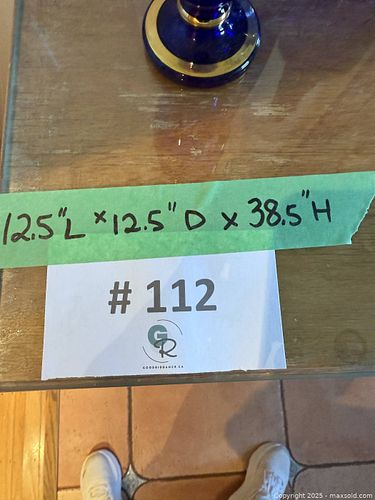 12.5"L x 12.5" D x 38.5" H
# 112
GR
GOODRIDDANCE.CA
Copyright 2025 - maxsold.com